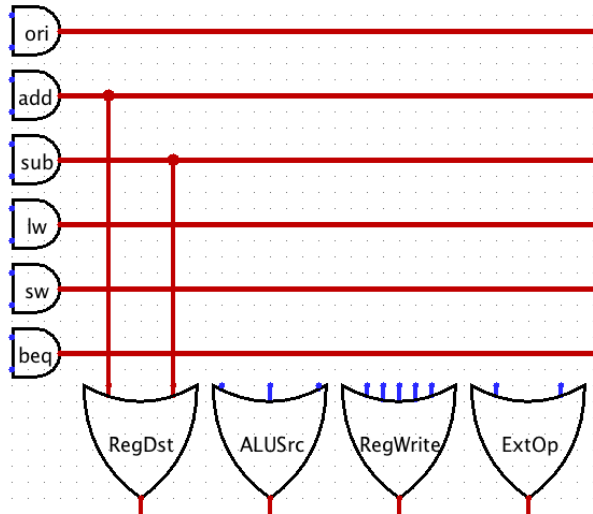 ori
add
sub
lw
sw
beq
RegDst ALUSrc RegWrite ExtOp